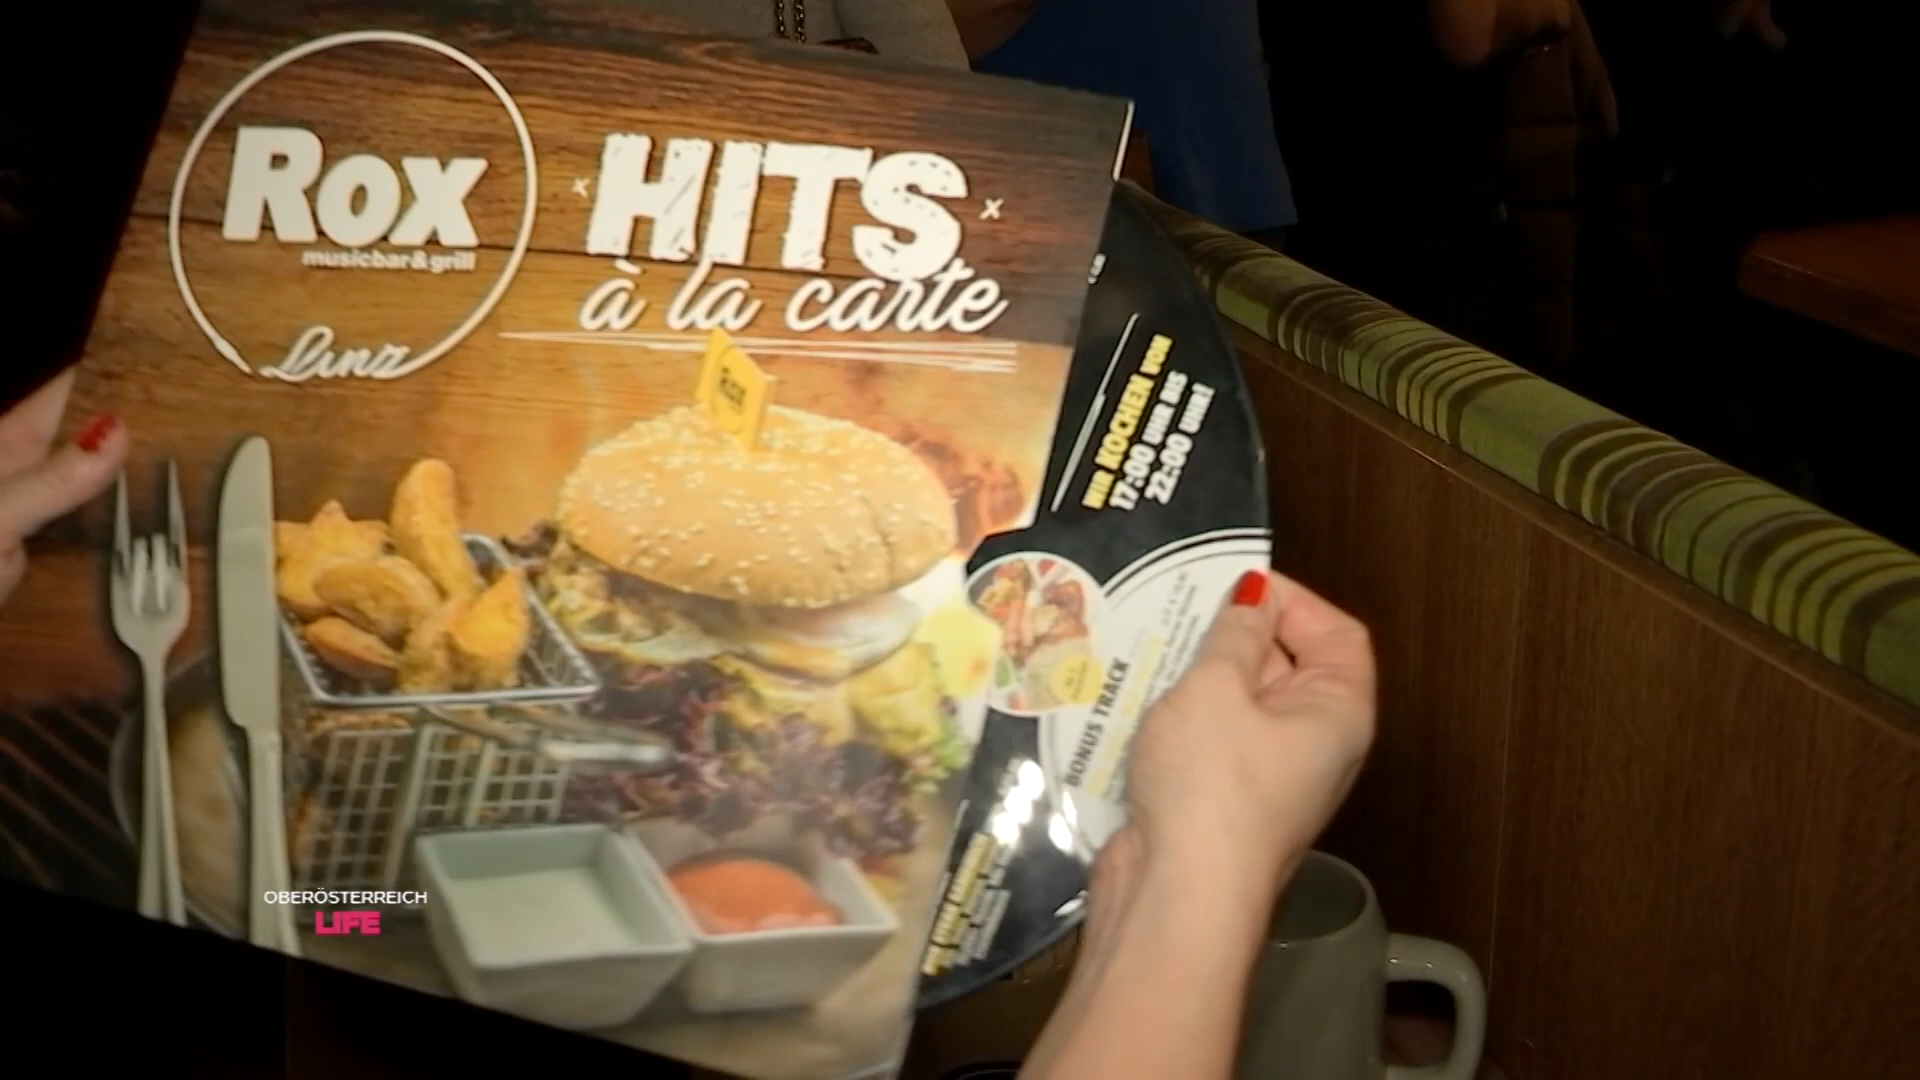 Rox
musicbar&grill
Linz
x HITS x
à la carte
Rox
WIR KOCHEN VON
17:00 UHR BIS
22:00 UHR!
BONUS TRACK
OBERÖSTERREICH
LIFE